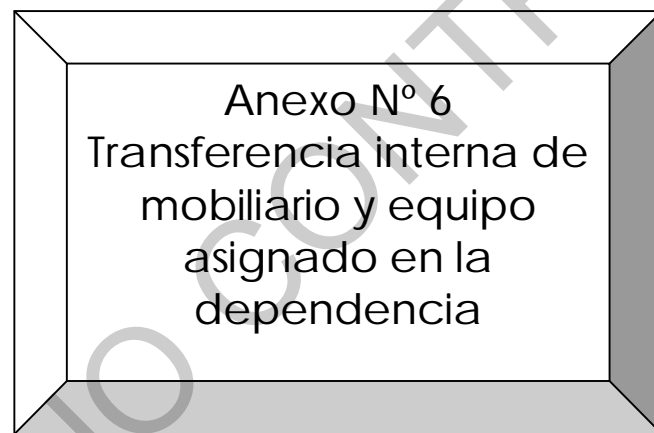 Anexo Nº 6
Transferencia interna de
mobiliario y equipo
asignado en la
dependencia